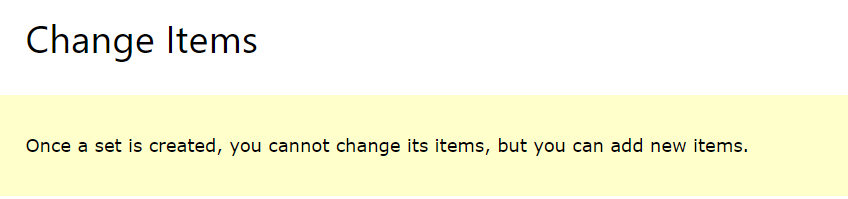 Change Items
Once a set is created, you cannot change its items, but you can add new items.